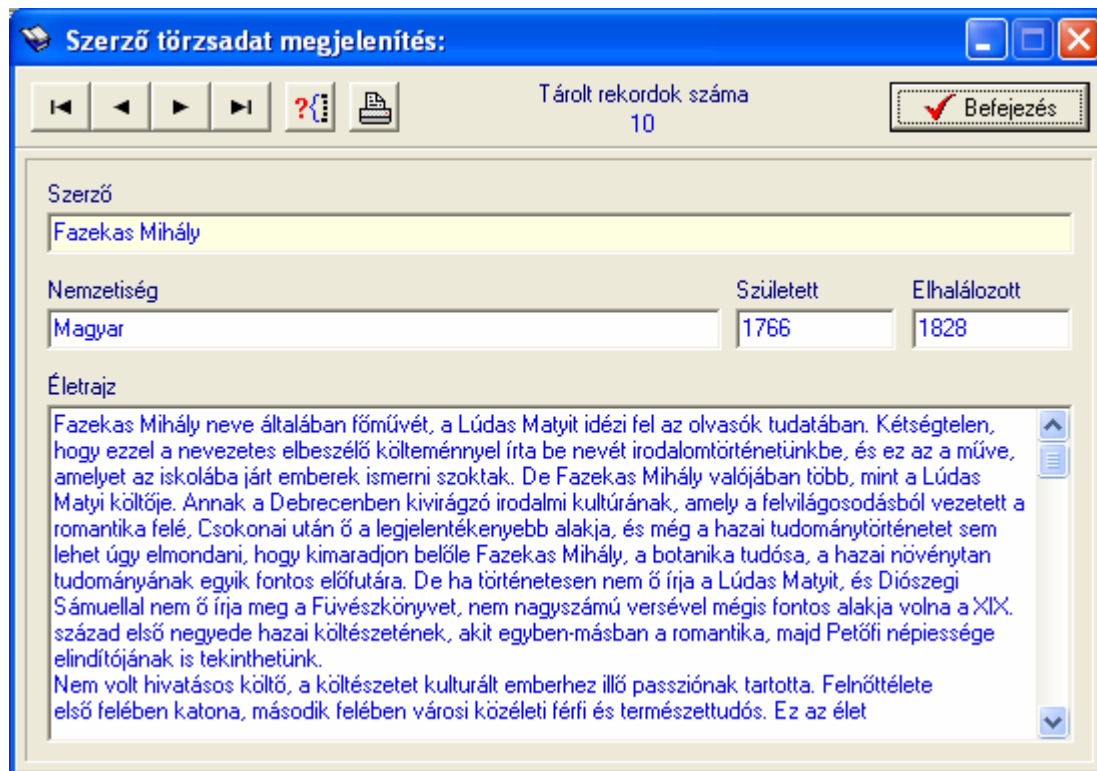 Szerző törzsadat megjelenítés:
Tárolt rekordok száma
10
Befejezés
Szerző
Fazekas Mihály
Nemzetiség
Született
Elhalálozott
Magyar
1766
1828
Életrajz
Fazekas Mihály neve általában főművét, a Lúdas Matyit idézi fel az olvasók tudatában. Kétségtelen,
hogy ezzel a nevezetes elbeszélő költeménnyel írta be nevét irodalomtörténetünkbe, és ez az a műve,
amelyet az iskolába járt emberek ismerni szoktak. De Fazekas Mihály valójában több, mint a Lúdas
Matyi költője. Annak a Debrecenben kivirágzó irodalmi kultúrának, amely a felvilágosodásból vezetett a
romantika felé, Csokonai után ő a legjelentékenyebb alakja, és még a hazai tudománytörténetet sem
lehet úgy elmondani, hogy kimaradjon belőle Fazekas Mihály, a botanika tudósa, a hazai növénytan
tudományának egyik fontos előfutára. De ha történetesen nem ő írja a Lúdas Matyit, és Diószegi
Sámuellal nem ő írja meg a Füvészkönyvet, nem nagyszámú versével mégis fontos alakja volna a XIX.
század első negyede hazai költészetének, akit egyben-másban a romantika, majd Petőfi népiessége
elindítójának is tekinthetünk.
Nem volt hivatásos költő, a költészetet kulturált emberhez illő passziónak tartotta. Felnőttélete
első felében katona, második felében városi közéleti férfi és természettudós. Ez az élet